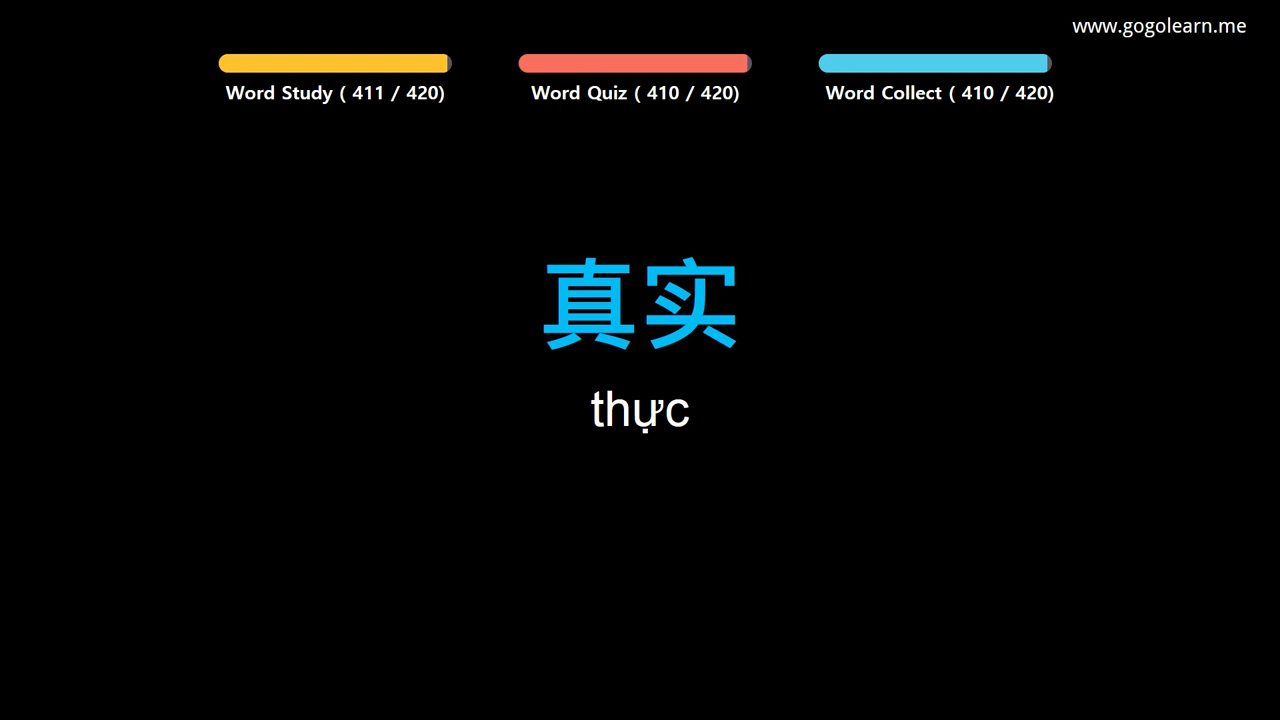 www.gogolearn.me
Word Study ( 411 / 420)
Word Quiz ( 410 / 420)
Word Collect ( 410 / 420)
真实
thực